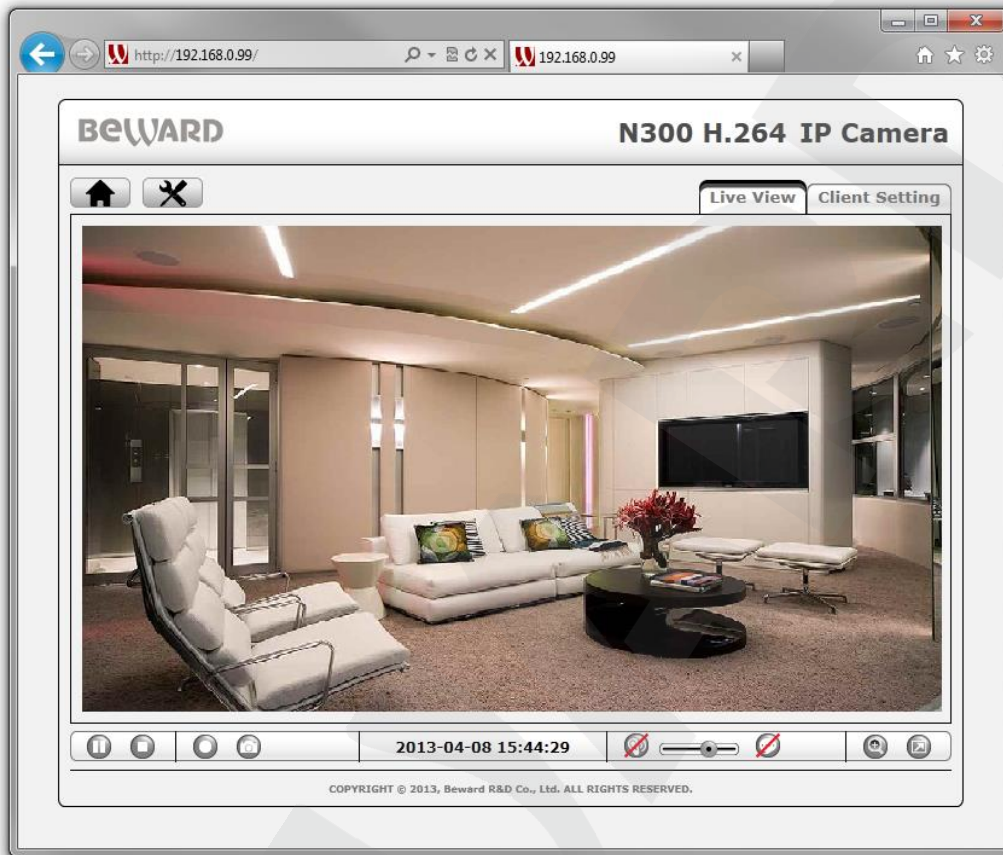 http://192.168.0.99/
192.168.0.99
BEWARD
N300 H.264 IP Camera
Live View
Client Setting
2013-04-08 15:44:29
COPYRIGHT © 2013, Beward R&D Co., Ltd. ALL RIGHTS RESERVED.